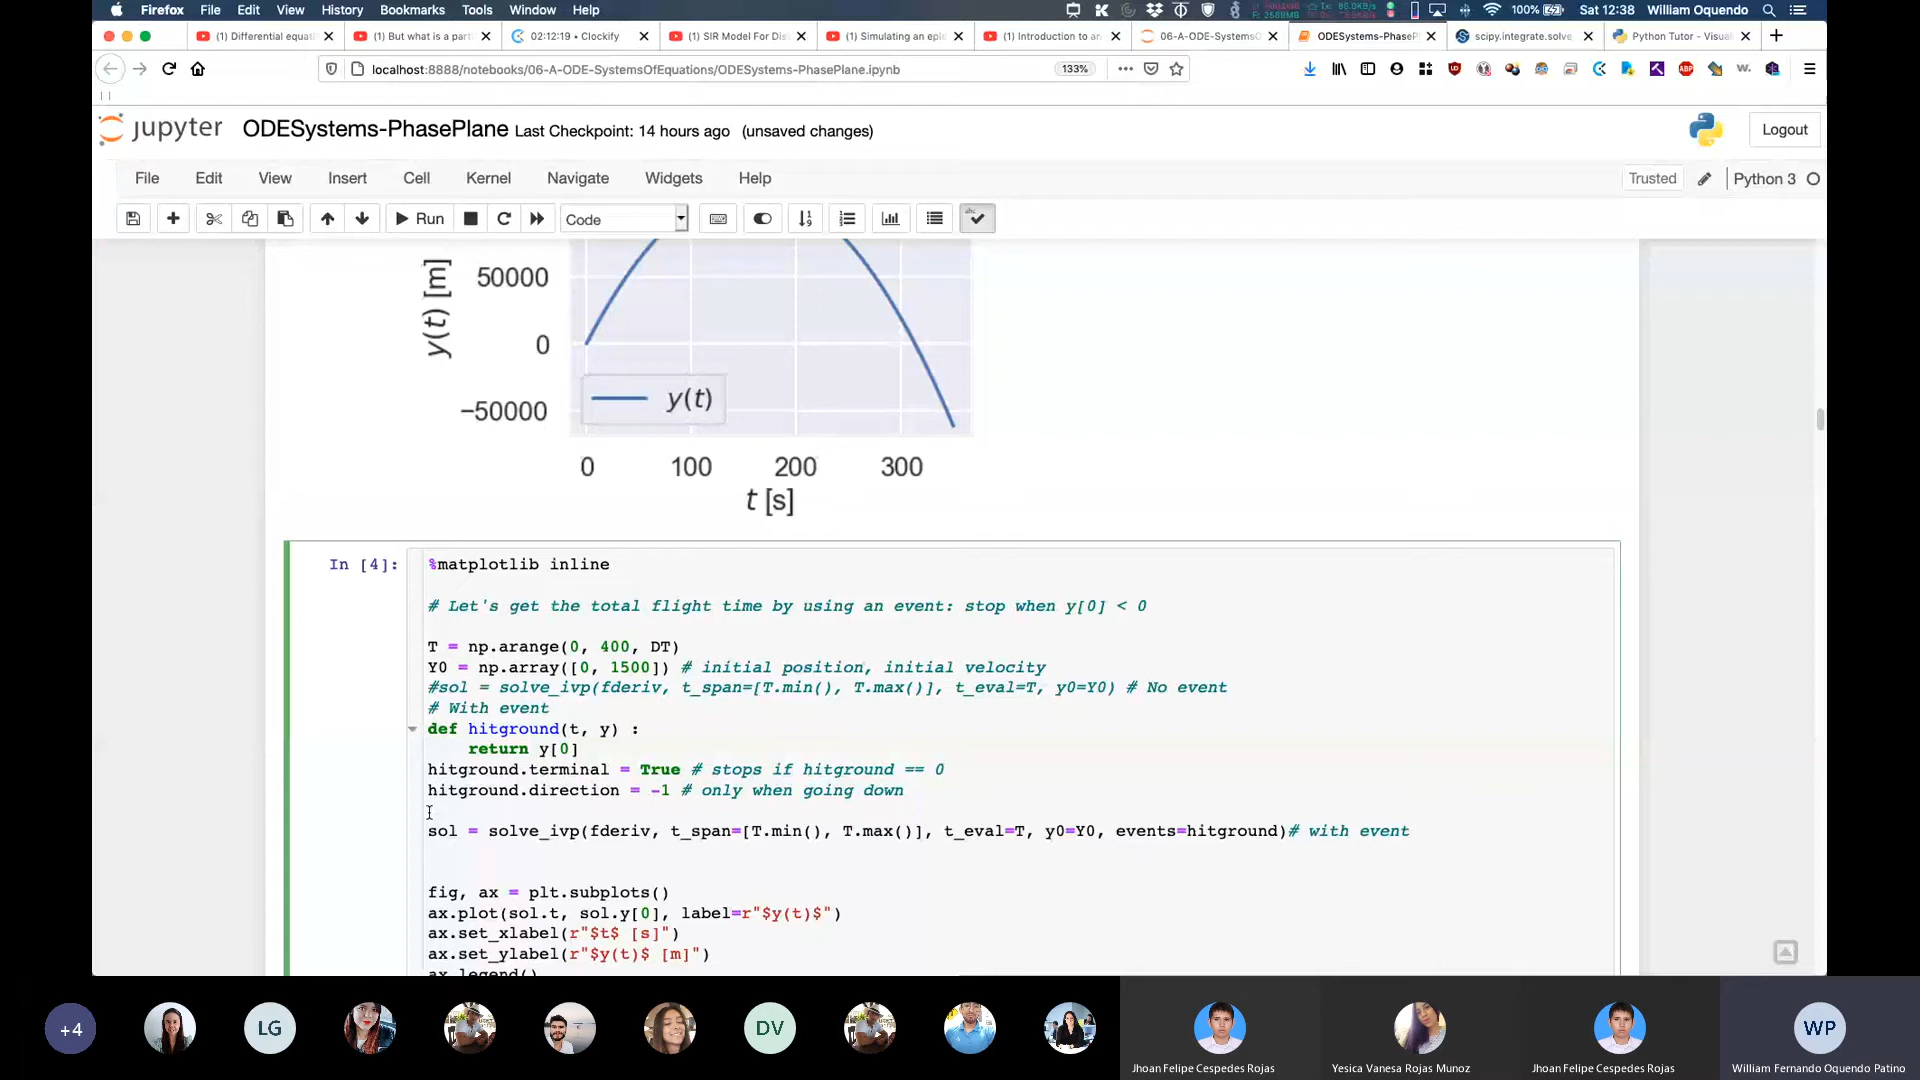 Firefox File Edit View History Bookmarks Tools Window Help 100% Sat 12:38 William Oquendo
(1) Differential equati
(1) But what is a part
02:12:19 • Clockify
(1) SIR Model For Dis
(1) Simulating an epi
(1) Introduction to an
06-A-ODE-SystemsO
ODESystems-PhaseP
scipy.integrate.solve_
Python Tutor - Visuali
localhost:8888/notebooks/06-A-ODE-SystemsOfEquations/ODESystems-PhasePlane.ipynb 133%
jupyter ODESystems-PhasePlane Last Checkpoint: 14 hours ago (unsaved changes) Logout
File Edit View Insert Cell Kernel Navigate Widgets Help Trusted Python 3
Run Code
y(t) [m]
50000
0
−50000
y(t)
0 100 200 300
t [s]
In [4]:
%matplotlib inline
# Let's get the total flight time by using an event: stop when y[0] < 0
T = np.arange(0, 400, DT)
Y0 = np.array([0, 1500]) # initial position, initial velocity
#sol = solve_ivp(fderiv, t_span=[T.min(), T.max()], t_eval=T, y0=Y0) # No event
# With event
def hitground(t, y) :
return y[0]
hitground.terminal = True # stops if hitground == 0
hitground.direction = -1 # only when going down
sol = solve_ivp(fderiv, t_span=[T.min(), T.max()], t_eval=T, y0=Y0, events=hitground)# with event
fig, ax = plt.subplots()
ax.plot(sol.t, sol.y[0], label=r"$y(t)$")
ax.set_xlabel(r"$t$ [s]")
ax.set_ylabel(r"$y(t)$ [m]")
ax.legend()
+4 LG DV WP
Jhoan Felipe Cespedes Rojas
Yesica Vanesa Rojas Munoz
Jhoan Felipe Cespedes Rojas
William Fernando Oquendo Patino